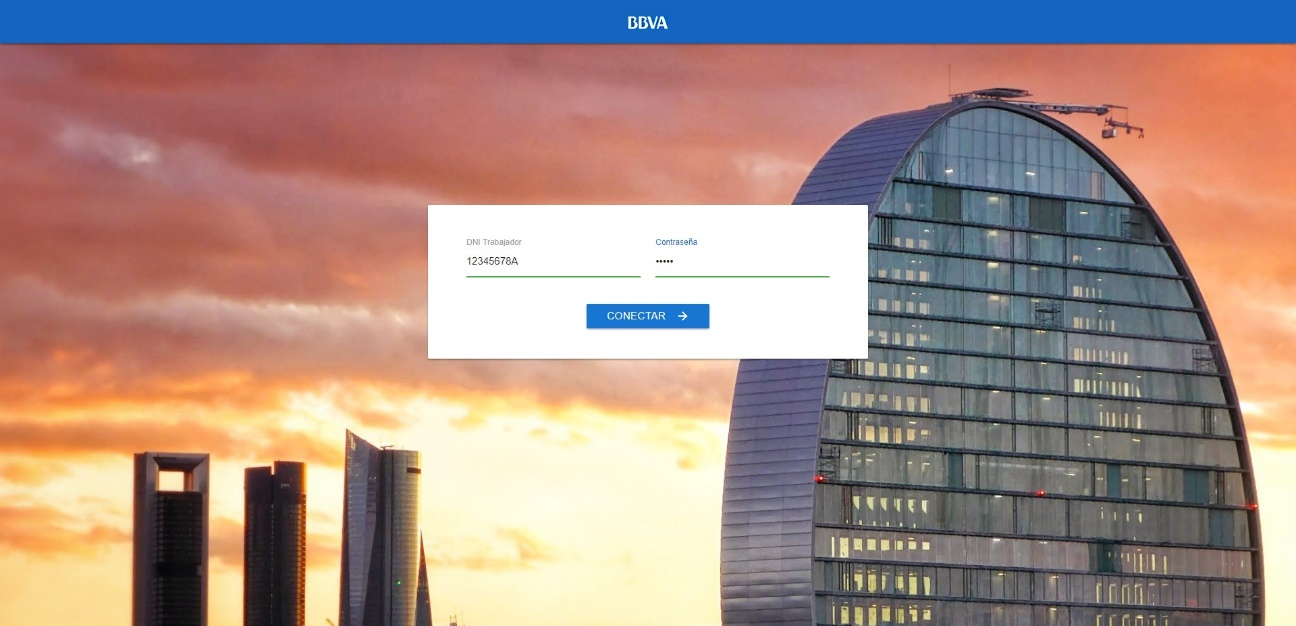 BBVA
DNI Trabajador
Contraseña
12345678A
•••••
CONECTAR